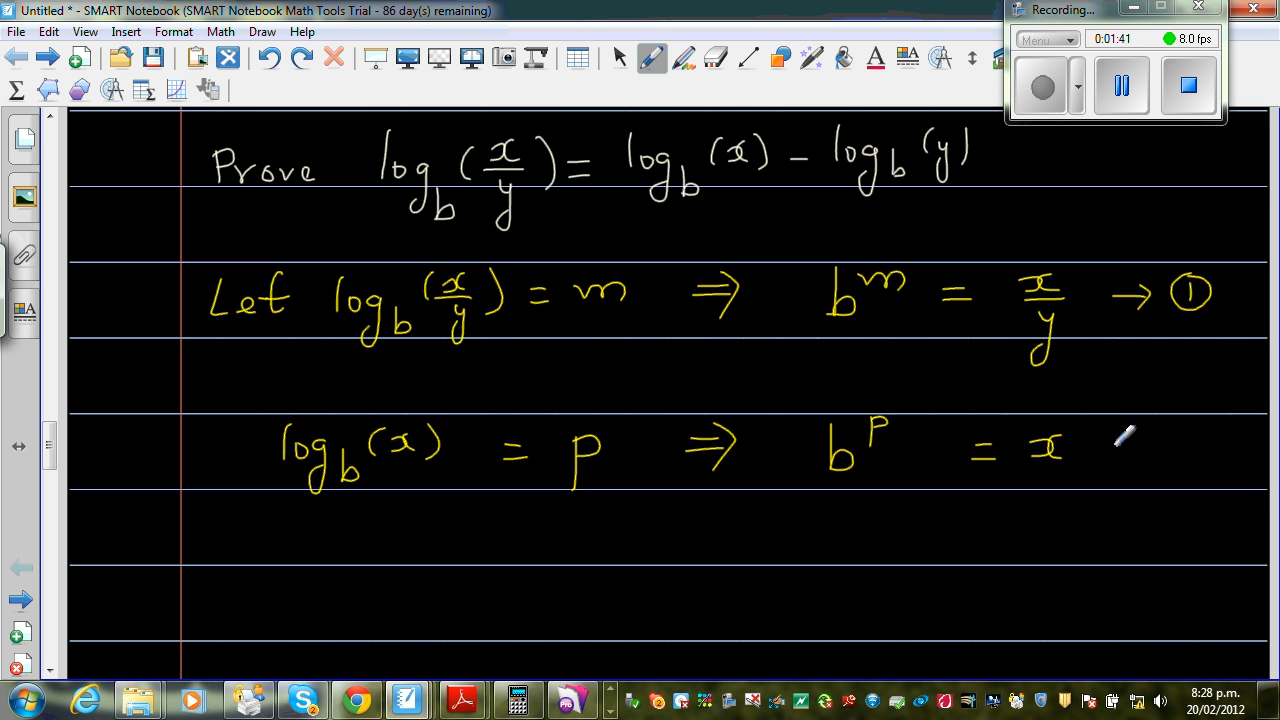 Untitled * - SMART Notebook (SMART Notebook Math Tools Trial - 86 day(s) remaining)
Recording...
File Edit View Insert Format Math Draw Help
Menu 0:01:41 8.0 fps
Prove log_b (x/y) = log_b (x) - log_b (y)
Let log_b (x/y) = m ⇒ b^m = x/y → ①
log_b (x) = p ⇒ b^p = x
8:28 p.m.
20/02/2012